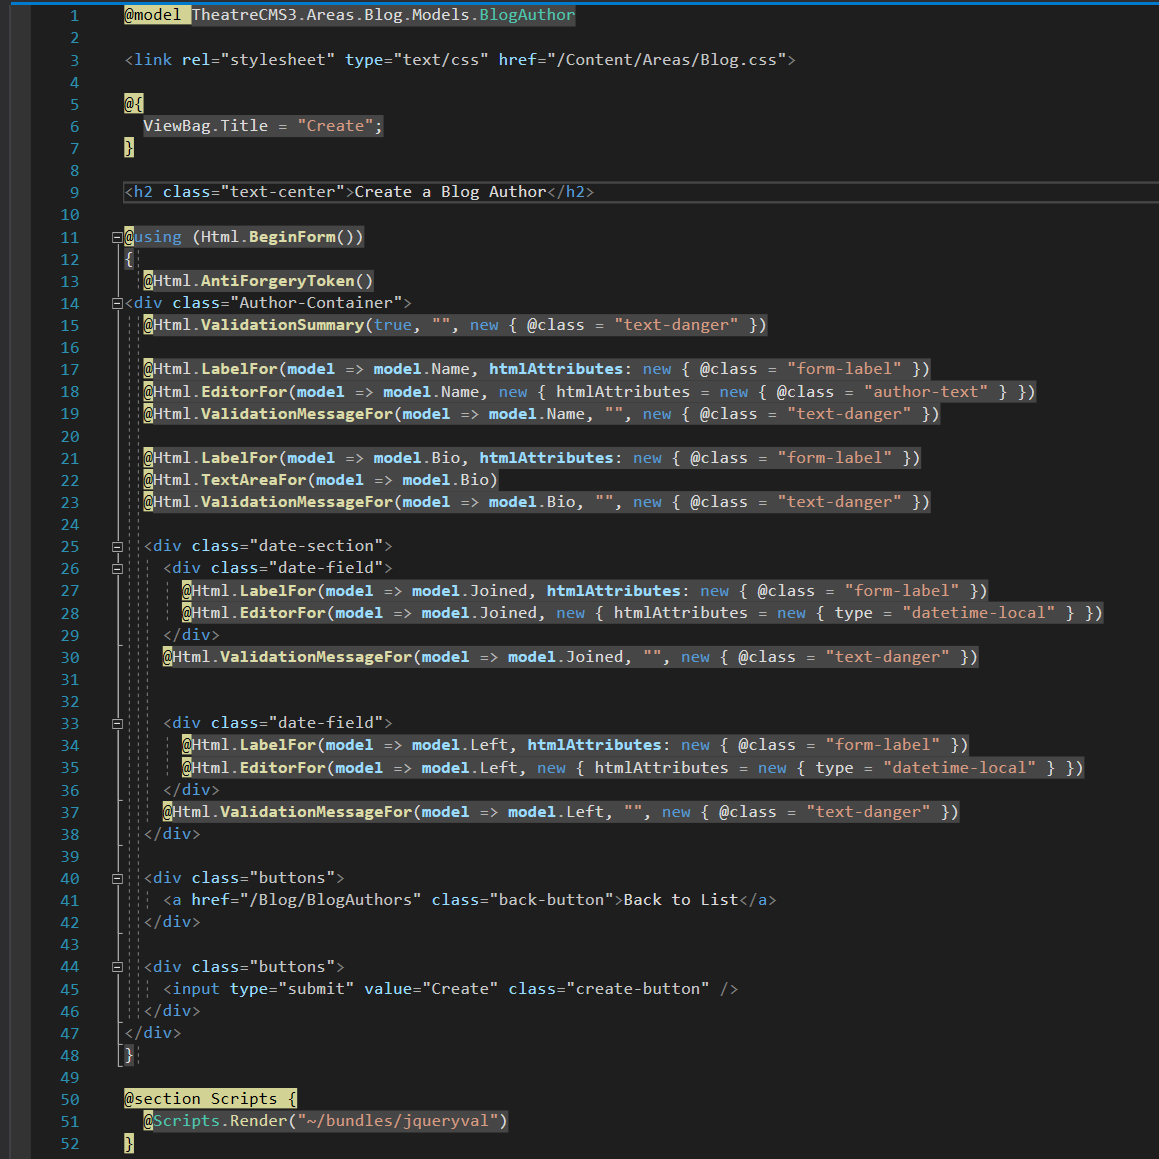 1 @model TheatreCMS3.Areas.Blog.Models.BlogAuthor
2
3 <link rel="stylesheet" type="text/css" href="/Content/Areas/Blog.css">
4
5 @{
6 ViewBag.Title = "Create";
7 }
8
9 <h2 class="text-center">Create a Blog Author</h2>
10
11 @using (Html.BeginForm())
12 {
13 @Html.AntiForgeryToken()
14 <div class="Author-Container">
15 @Html.ValidationSummary(true, "", new { @class = "text-danger" })
16
17 @Html.LabelFor(model => model.Name, htmlAttributes: new { @class = "form-label" })
18 @Html.EditorFor(model => model.Name, new { htmlAttributes = new { @class = "author-text" } })
19 @Html.ValidationMessageFor(model => model.Name, "", new { @class = "text-danger" })
20
21 @Html.LabelFor(model => model.Bio, htmlAttributes: new { @class = "form-label" })
22 @Html.TextAreaFor(model => model.Bio)
23 @Html.ValidationMessageFor(model => model.Bio, "", new { @class = "text-danger" })
24
25 <div class="date-section">
26 <div class="date-field">
27 @Html.LabelFor(model => model.Joined, htmlAttributes: new { @class = "form-label" })
28 @Html.EditorFor(model => model.Joined, new { htmlAttributes = new { type = "datetime-local" } })
29 </div>
30 @Html.ValidationMessageFor(model => model.Joined, "", new { @class = "text-danger" })
31
32
33 <div class="date-field">
34 @Html.LabelFor(model => model.Left, htmlAttributes: new { @class = "form-label" })
35 @Html.EditorFor(model => model.Left, new { htmlAttributes = new { type = "datetime-local" } })
36 </div>
37 @Html.ValidationMessageFor(model => model.Left, "", new { @class = "text-danger" })
38 </div>
39
40 <div class="buttons">
41 <a href="/Blog/BlogAuthors" class="back-button">Back to List</a>
42 </div>
43
44 <div class="buttons">
45 <input type="submit" value="Create" class="create-button" />
46 </div>
47 </div>
48 }
49
50 @section Scripts {
51 @Scripts.Render("~/bundles/jqueryval")
52 }